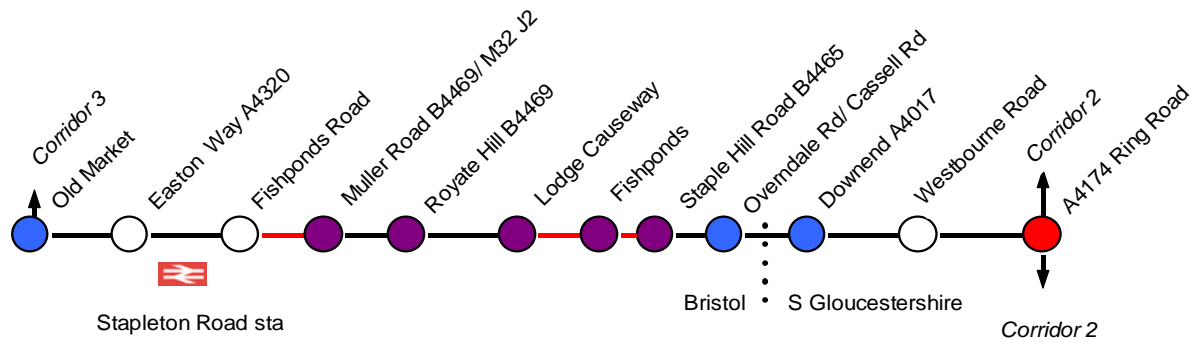 Corridor 3
Old Market
Easton Way A4320
Fishponds Road
Muller Road B4469/ M32 J2
Royate Hill B4469
Lodge Causeway
Fishponds
Staple Hill Road B4465
Overndale Rd/ Cassell Rd
Downend A4017
Westbourne Road
Corridor 2
A4174 Ring Road
Stapleton Road sta
Bristol
S Gloucestershire
Corridor 2